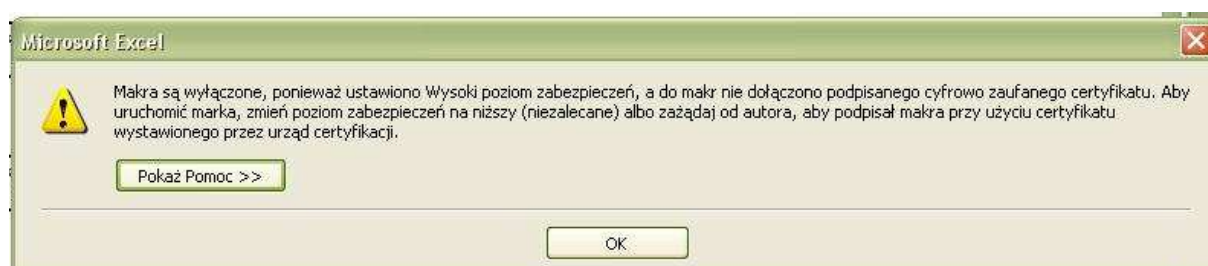 Microsoft Excel
Makra są wyłączone, ponieważ ustawiono Wysoki poziom zabezpieczeń, a do makr nie dołączono podpisanego cyfrowo zaufanego certyfikatu. Aby
uruchomić marka, zmień poziom zabezpieczeń na niższy (niezalecane) albo zażądaj od autora, aby podpisał makra przy użyciu certyfikatu
wystawionego przez urząd certyfikacji.
Pokaż Pomoc >>
OK